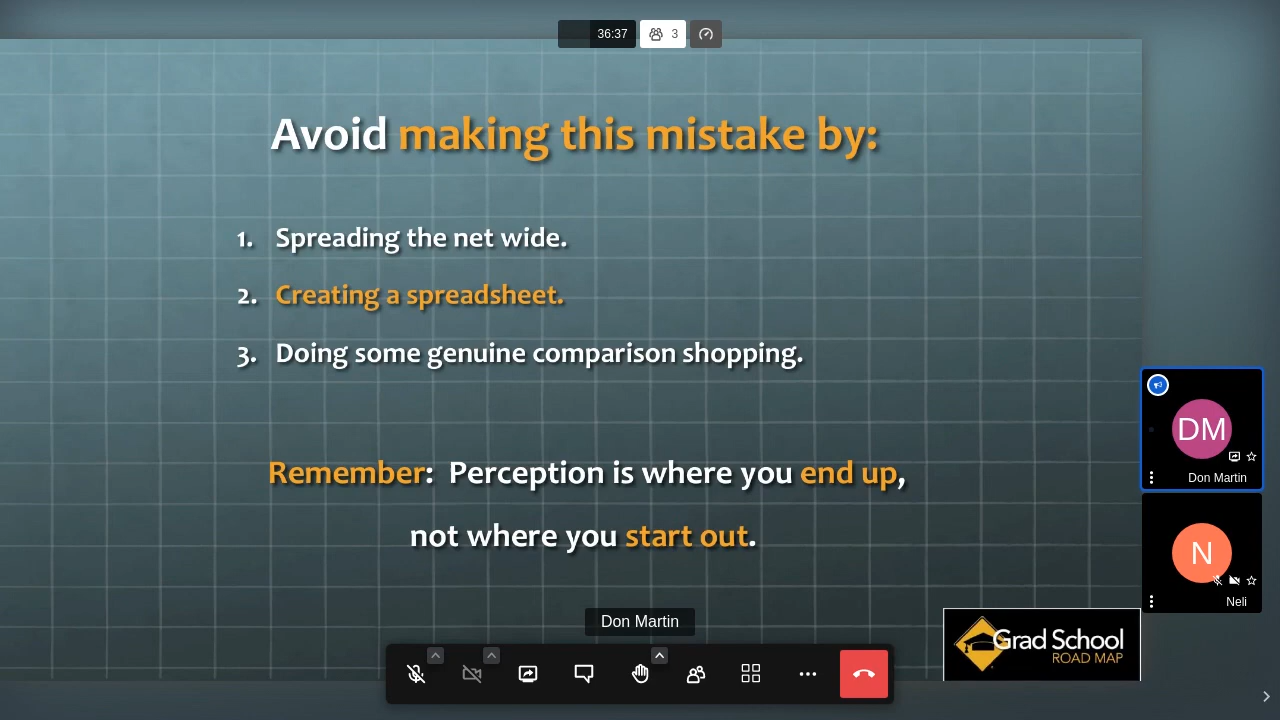 36:37
3
Avoid making this mistake by:
1. Spreading the net wide.
2. Creating a spreadsheet.
3. Doing some genuine comparison shopping.
Remember: Perception is where you end up,
not where you start out.
DM
Don Martin
N
Neli
Don Martin
Grad School
ROAD MAP